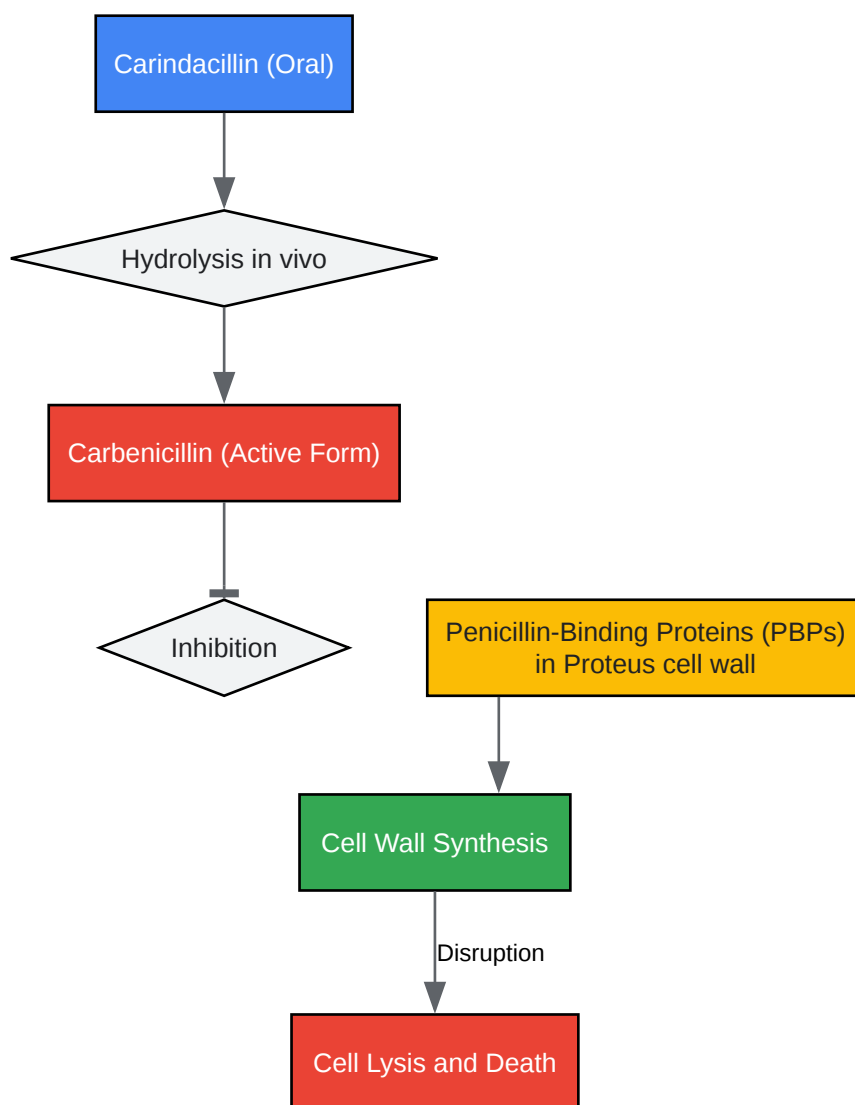 Carindacillin (Oral)
Hydrolysis in vivo
Carbenicillin (Active Form)
Inhibition
Penicillin-Binding Proteins (PBPs)
in Proteus cell wall
Cell Wall Synthesis
Disruption
Cell Lysis and Death